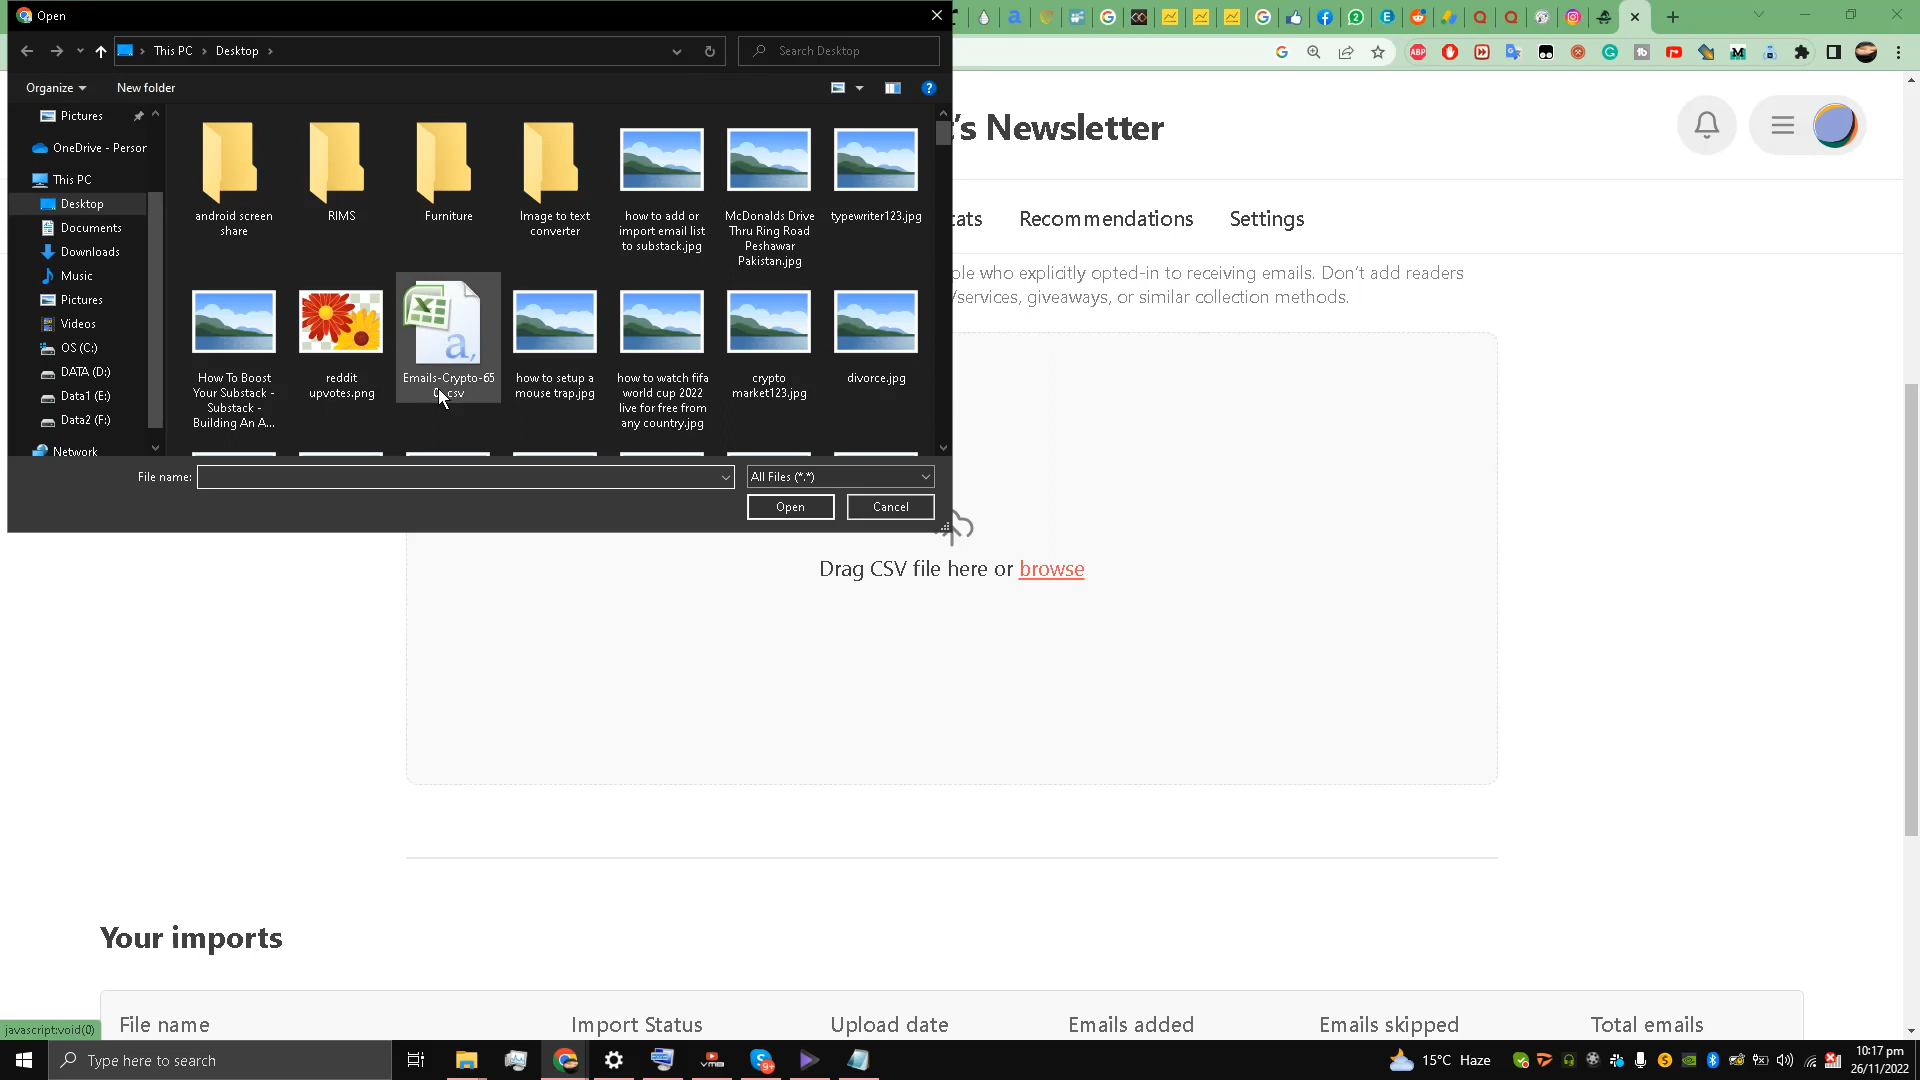 Open
This PC
Desktop
Search Desktop
Organize
New folder
Pictures
OneDrive - Person
This PC
Desktop
Documents
Downloads
Music
Pictures
Videos
OS (C:)
DATA (D:)
Data1 (E:)
Data2 (F:)
Network
android screen
share
RIMS
Furniture
Image to text
converter
how to add or
import email list
to substack.jpg
McDonalds Drive
Thru Ring Road
Peshawar
Pakistan.jpg
typewriter123.jpg
How To Boost
Your Substack -
Substack -
Building An A...
reddit
upvotes.png
Emails-Crypto-65
0.csv
how to setup a
mouse trap.jpg
how to watch fifa
world cup 2022
live for free from
any country.jpg
crypto
market123.jpg
divorce.jpg
File name:
All Files (*.*)
Open
Cancel
's Newsletter
tats
Recommendations
Settings
ple who explicitly opted-in to receiving emails. Don't add readers
/services, giveaways, or similar collection methods.
Drag CSV file here or browse
Your imports
File name
Import Status
Upload date
Emails added
Emails skipped
Total emails
javascript:void(0)
Type here to search
15°C Haze
10:17 pm
26/11/2022